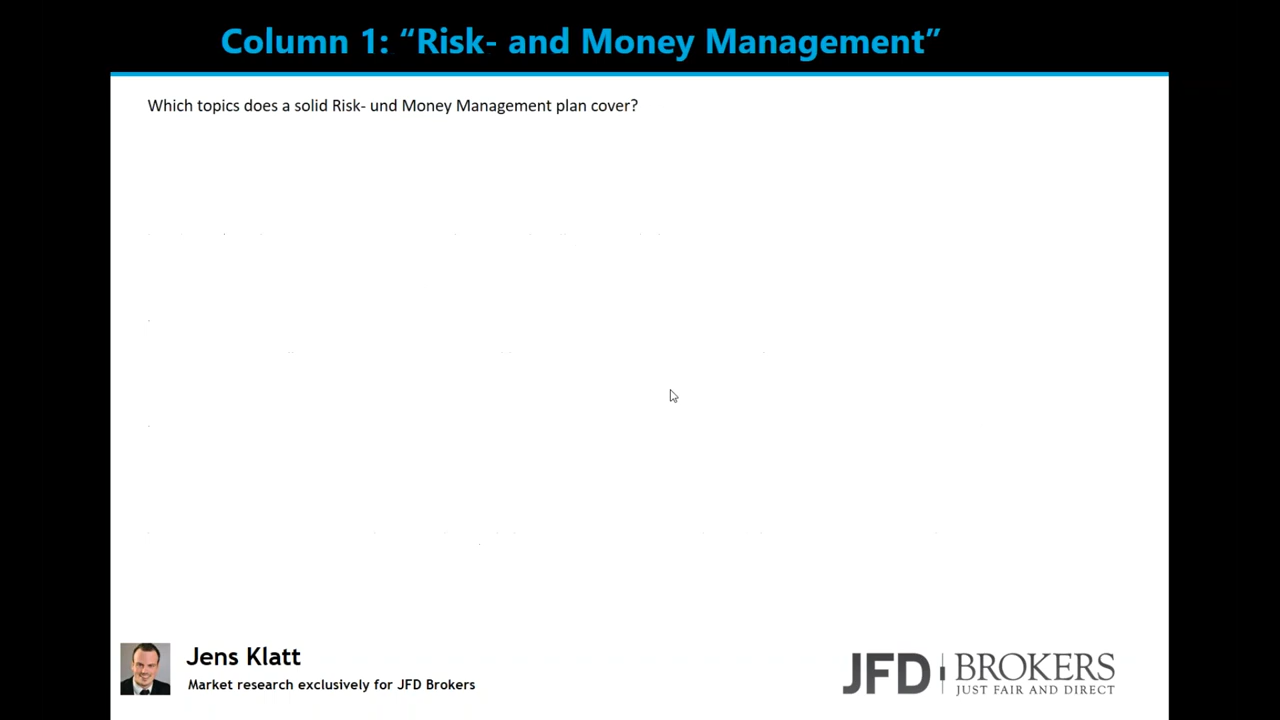 Column 1: “Risk- and Money Management”
Which topics does a solid Risk- und Money Management plan cover?
Jens Klatt
Market research exclusively for JFD Brokers
JFD BROKERS
JUST FAIR AND DIRECT